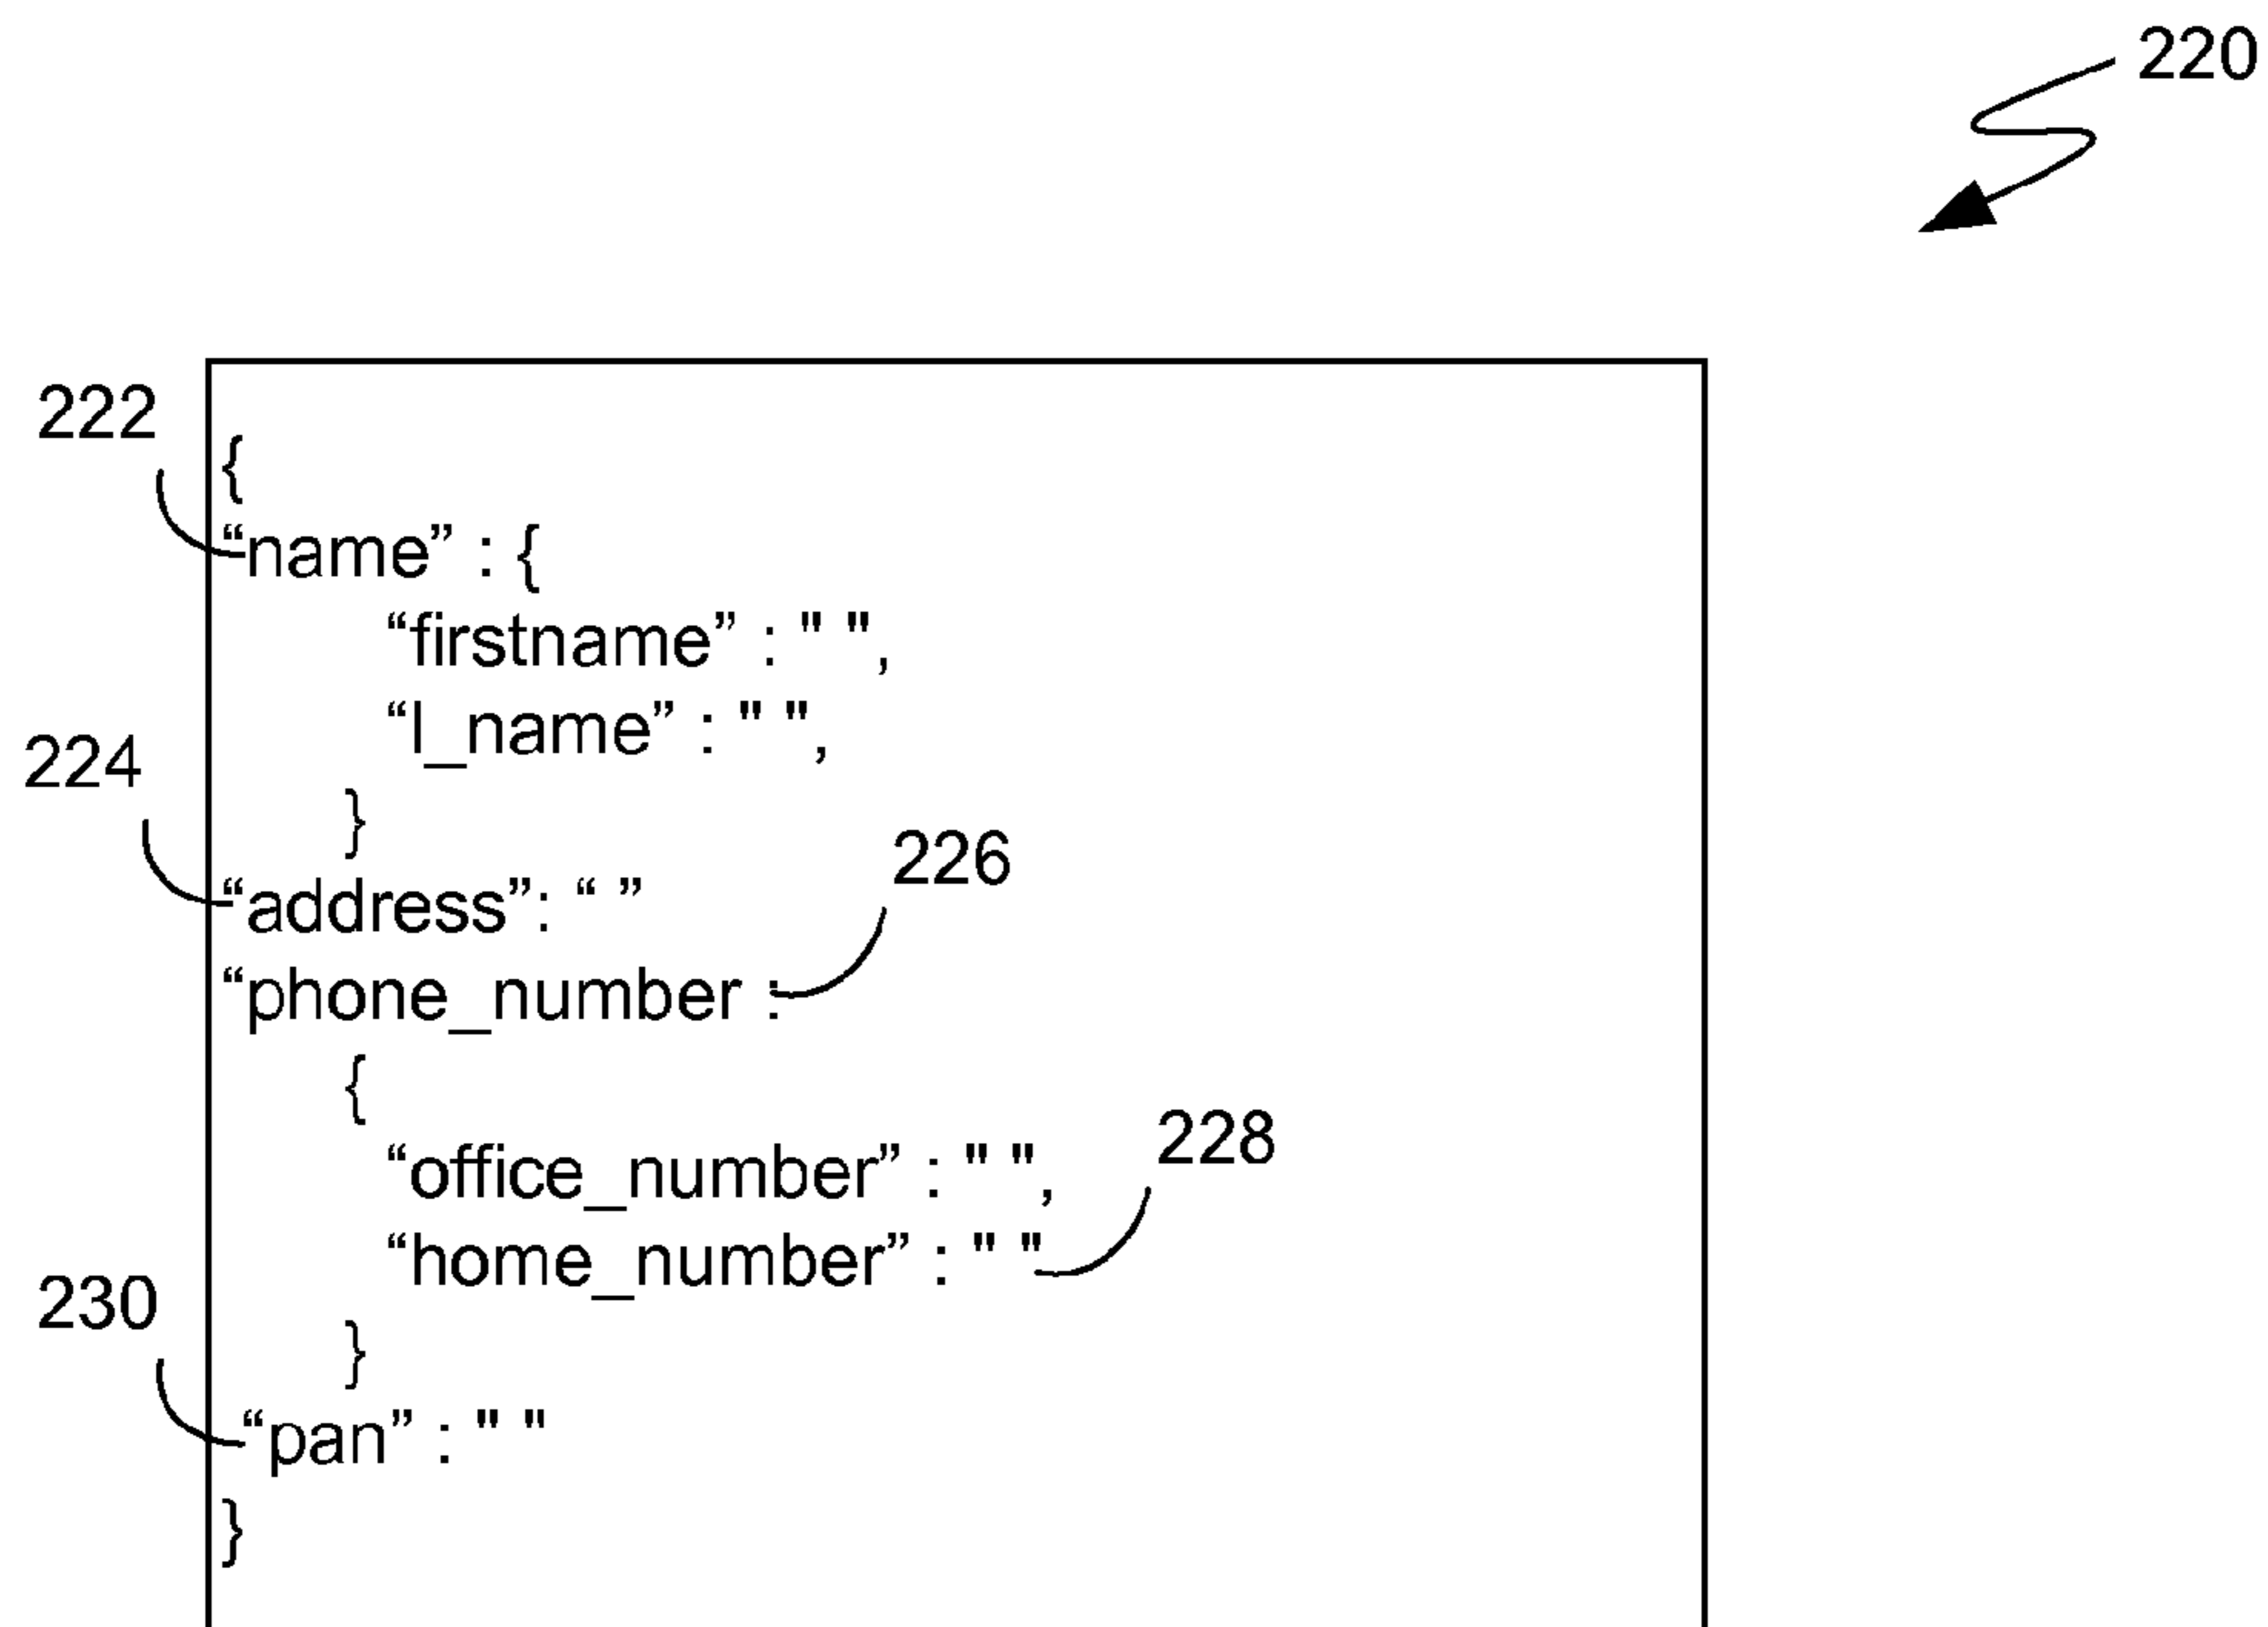 220
222
{
“name” : {
“firstname” : " ",
“l_name” : " ",
224
}
226
“address”: “ ”
“phone_number :
{
228
“office_number” : " ",
“home_number” : " "
230
}
“pan” : " "
}